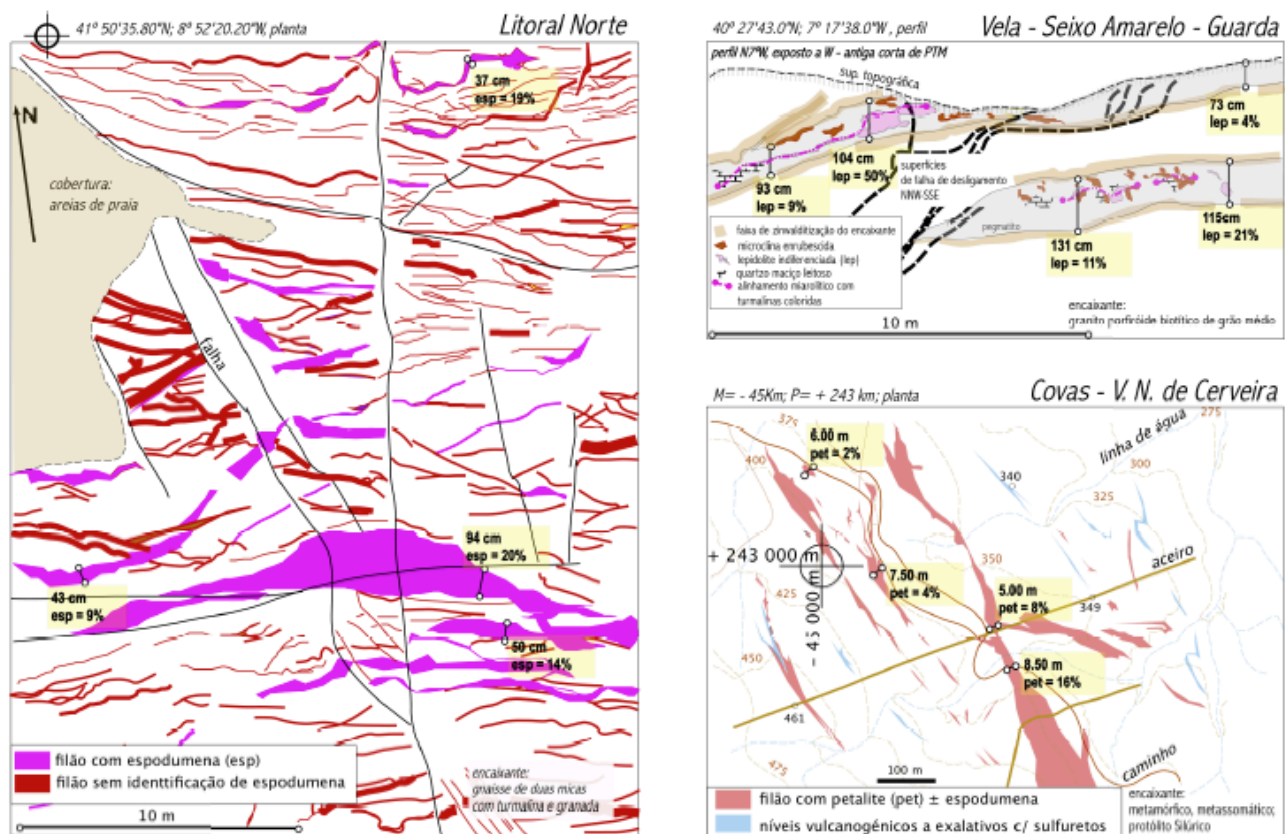 41º 50'35.80"N; 8º 52'20.20"W, planta
Litoral Norte
N
37 cm
esp = 19%
cobertura:
areias de praia
falha
94 cm
esp = 20%
43 cm
esp = 9%
50 cm
esp = 14%
filão com espodumena (esp)
filão sem identtificação de espodumena
10 m
encaixante:
gnaisse de duas micas
com turmalina e granada
40º 27'43.0"N; 7º 17'38.0"W , perfil
Vela - Seixo Amarelo - Guarda
perfil N7ºW, exposto a W - antiga corta de PTM
sup. topográfica
73 cm
lep = 4%
104 cm
lep = 50%
93 cm
lep = 9%
superfícies
de falha de desligamento
NNW-SSE
pegmatito
131 cm
lep = 11%
115cm
lep = 21%
faixa de zinvalditização do encaixante
microclina enrubescida
lepidolite indiferenciada (lep)
quartzo maciço leitoso
alinhamento miarolítico com
turmalinas coloridas
encaixante:
granito porfiróide biotítico de grão médio
10 m
M= - 45Km; P= + 243 km; planta
Covas - V. N. de Cerveira
375
6.00 m
pet = 2%
400
340
linha de água
275
300
325
+ 243 000 m
- 45 000 m
350
aceiro
7.50 m
pet = 4%
425
5.00 m
pet = 8%
349
450
8.50 m
pet = 16%
461
475
100 m
caminho
filão com petalite (pet) ± espodumena
níveis vulcanogénicos a exalativos c/ sulfuretos
encaixante:
metamórfico, metassomático;
protólito Silúrico